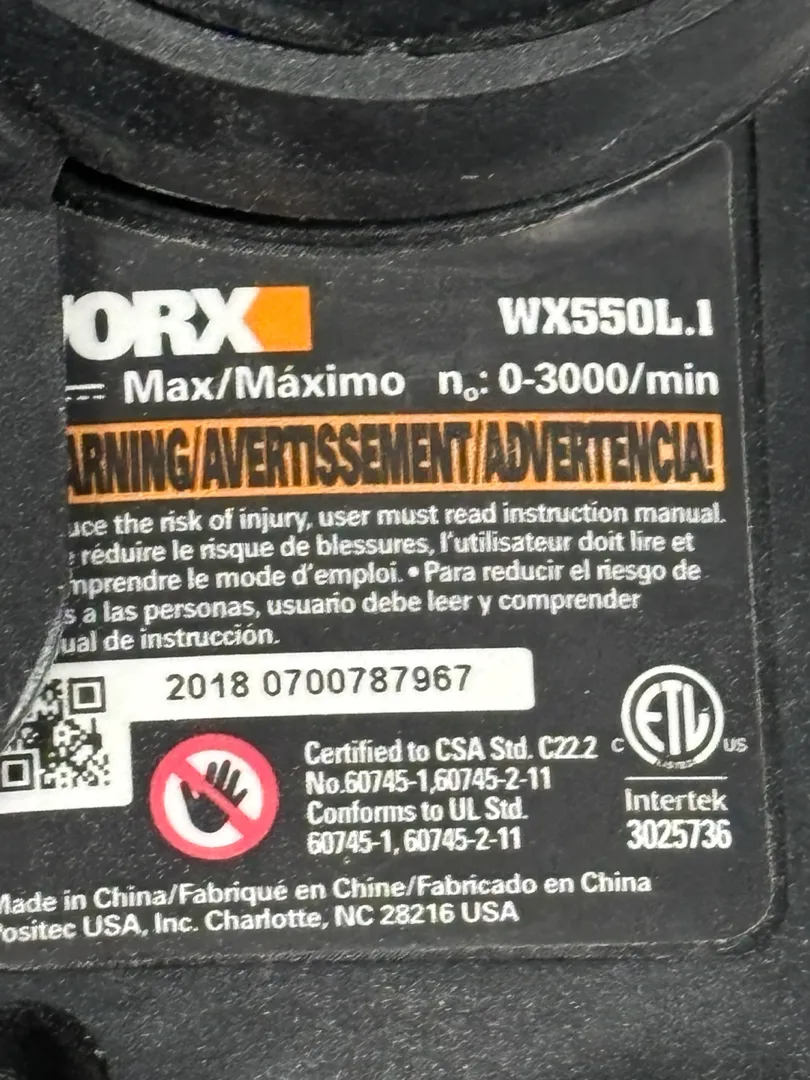 ORX
WX550L.1
Max/Máximo n₀: 0-3000/min
ARNING/AVERTISSEMENT/ADVERTENCIA!
uce the risk of injury, user must read instruction manual.
réduire le risque de blessures, l'utilisateur doit lire et
mprendre le mode d'emploi. • Para reducir el riesgo de
s a las personas, usuario debe leer y comprender
ual de instrucción.
2018 0700787967
Certified to CSA Std. C22.2
No.60745-1,60745-2-11
Conforms to UL Std.
60745-1, 60745-2-11
C ETL US
LISTED
Intertek
3025736
Made in China/Fabriqué en Chine/Fabricado en China
ositec USA, Inc. Charlotte, NC 28216 USA